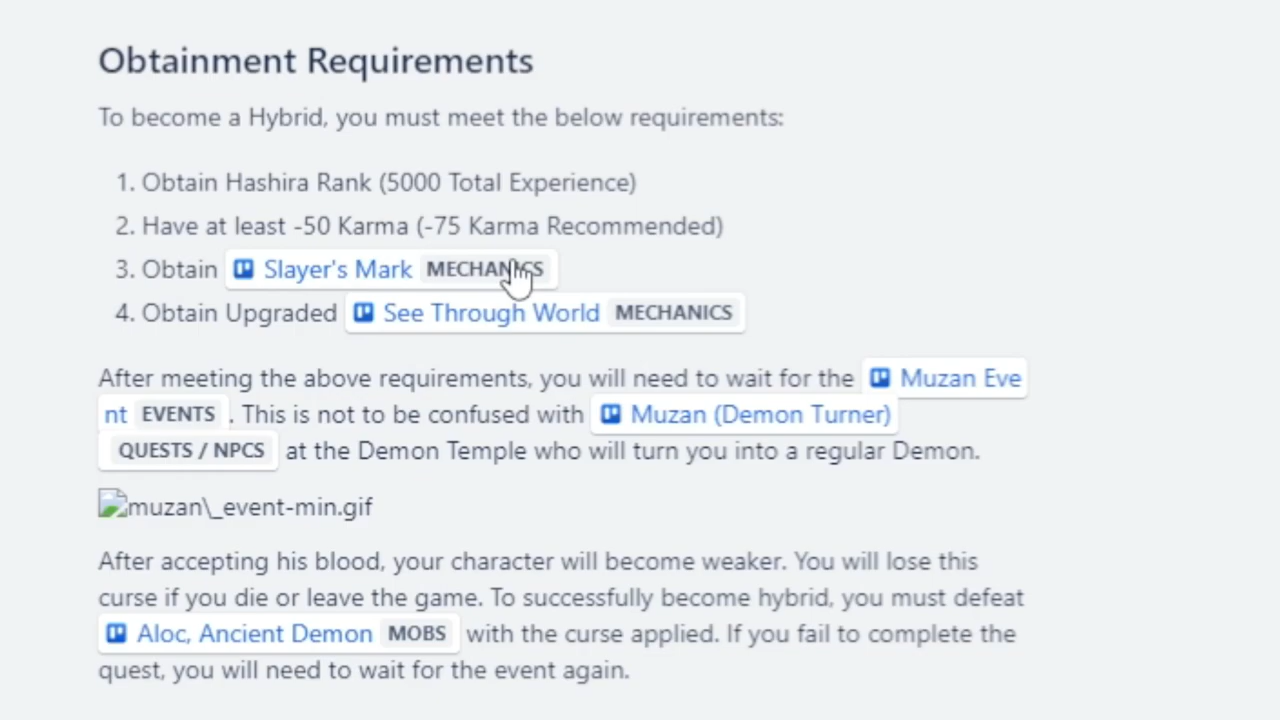 Obtainment Requirements
To become a Hybrid, you must meet the below requirements:
1. Obtain Hashira Rank (5000 Total Experience)
2. Have at least -50 Karma (-75 Karma Recommended)
3. Obtain Slayer's Mark MECHANICS
4. Obtain Upgraded See Through World MECHANICS
After meeting the above requirements, you will need to wait for the Muzan Eve
nt EVENTS . This is not to be confused with Muzan (Demon Turner)
QUESTS / NPCS at the Demon Temple who will turn you into a regular Demon.
muzan\_event-min.gif
After accepting his blood, your character will become weaker. You will lose this
curse if you die or leave the game. To successfully become hybrid, you must defeat
Aloc, Ancient Demon MOBS with the curse applied. If you fail to complete the
quest, you will need to wait for the event again.